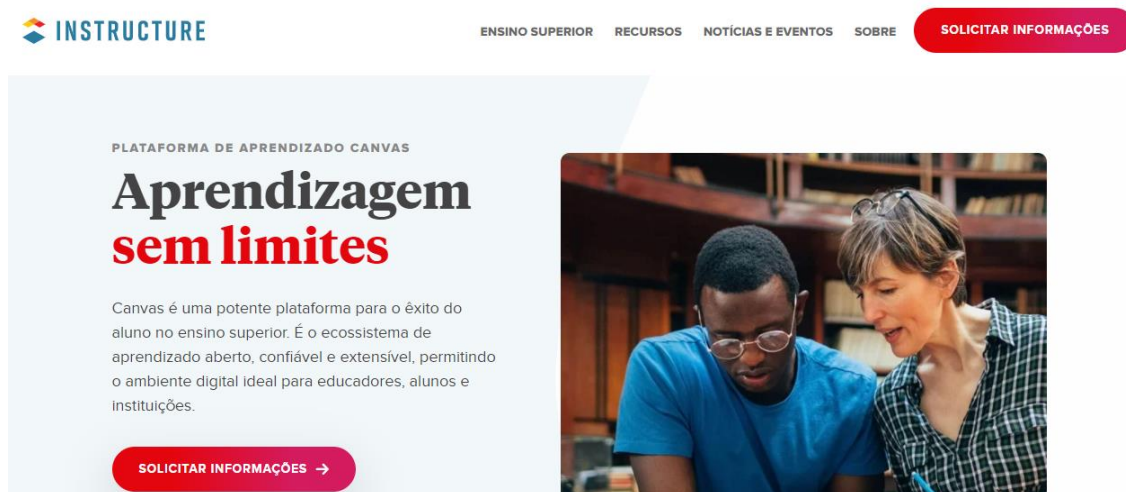 INSTRUCTURE
ENSINO SUPERIOR RECURSOS NOTÍCIAS E EVENTOS SOBRE SOLICITAR INFORMAÇÕES
PLATAFORMA DE APRENDIZADO CANVAS
Aprendizagem
sem limites
Canvas é uma potente plataforma para o êxito do
aluno no ensino superior. É o ecossistema de
aprendizado aberto, confiável e extensível, permitindo
o ambiente digital ideal para educadores, alunos e
instituições.
SOLICITAR INFORMAÇÕES →